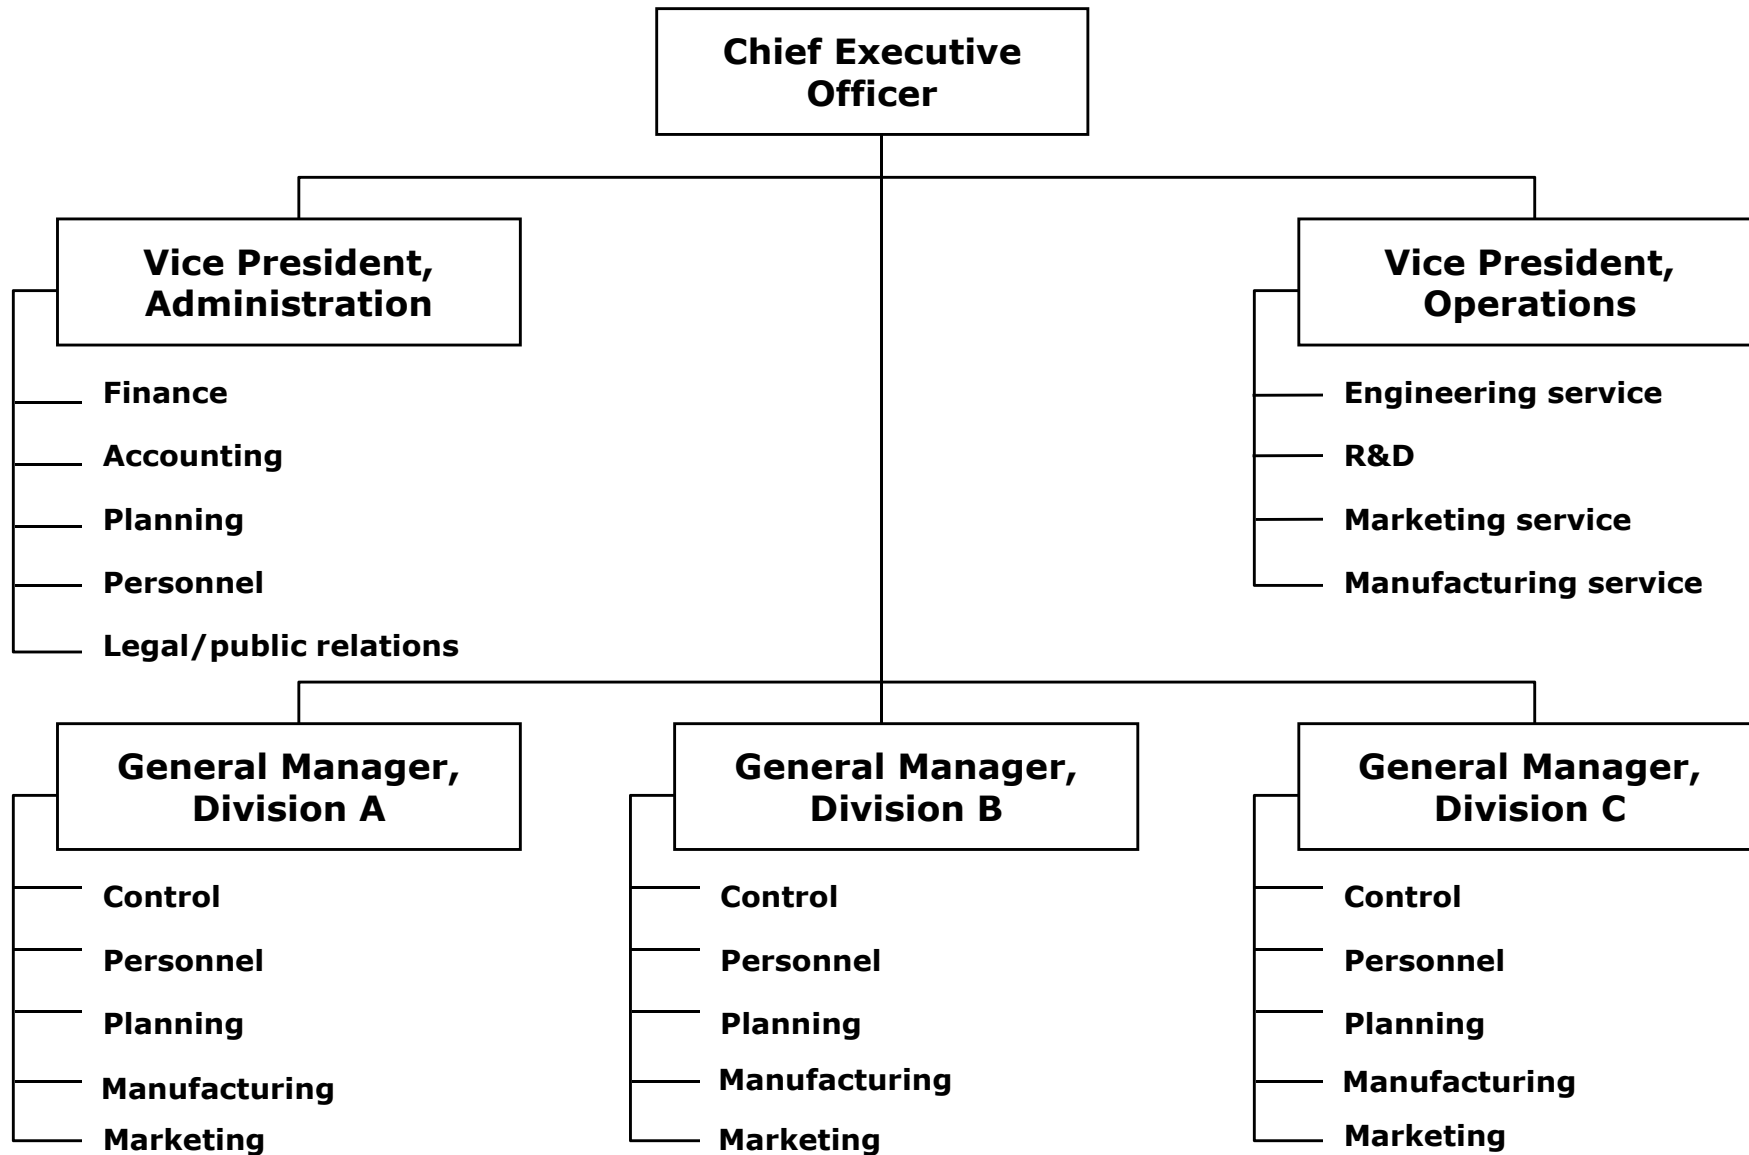 Chief Executive
Officer
Vice President,
Administration
Finance
Accounting
Planning
Personnel
Legal/public relations
Vice President,
Operations
Engineering service
R&D
Marketing service
Manufacturing service
General Manager,
Division A
Control
Personnel
Planning
Manufacturing
Marketing
General Manager,
Division B
Control
Personnel
Planning
Manufacturing
Marketing
General Manager,
Division C
Control
Personnel
Planning
Manufacturing
Marketing